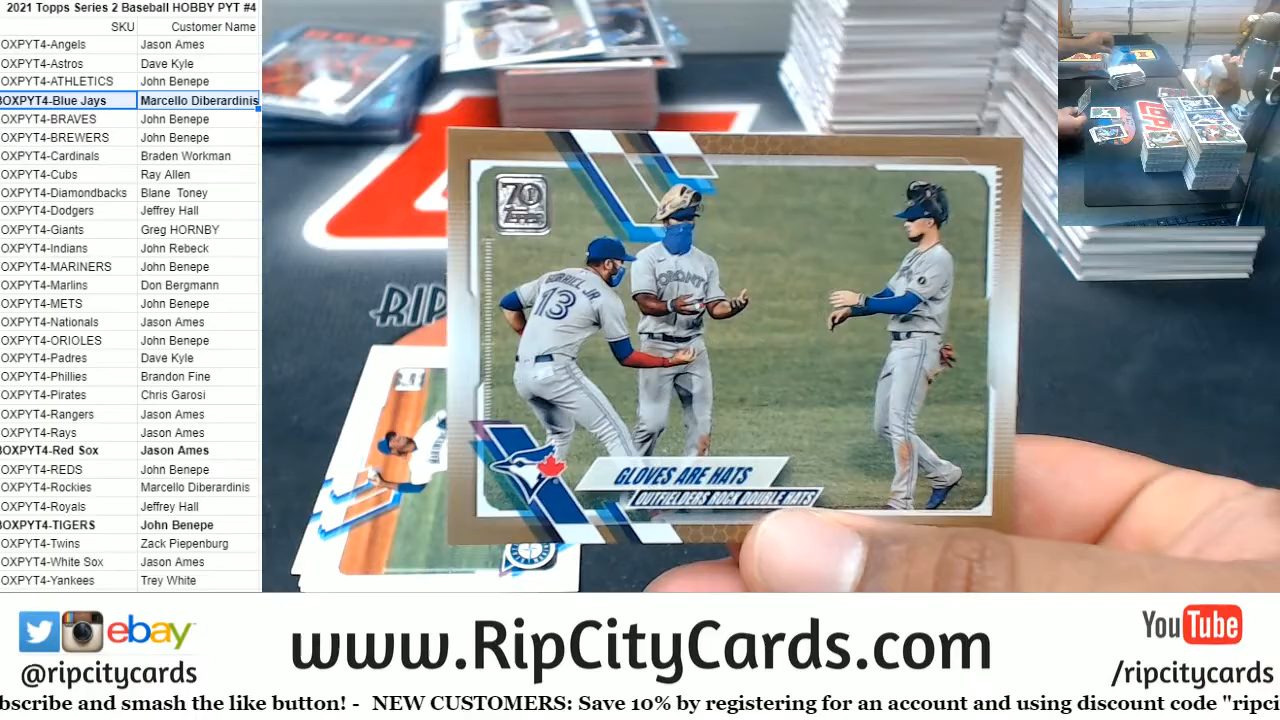 2021 Topps Series 2 Baseball HOBBY PYT #4
SKU Customer Name
OXPYT4-Angels Jason Ames
OXPYT4-Astros Dave Kyle
OXPYT4-ATHLETICS John Benepe
OXPYT4-Blue Jays Marcello Diberardinis
OXPYT4-BRAVES John Benepe
OXPYT4-BREWERS John Benepe
OXPYT4-Cardinals Braden Workman
OXPYT4-Cubs Ray Allen
OXPYT4-Diamondbacks Blane Toney
OXPYT4-Dodgers Jeffrey Hall
OXPYT4-Giants Greg HORNBY
OXPYT4-Indians John Rebeck
OXPYT4-MARINERS John Benepe
OXPYT4-Marlins Don Bergmann
OXPYT4-METS John Benepe
OXPYT4-Nationals Jason Ames
OXPYT4-ORIOLES John Benepe
OXPYT4-Padres Dave Kyle
OXPYT4-Phillies Brandon Fine
OXPYT4-Pirates Chris Garosi
OXPYT4-Rangers Jason Ames
OXPYT4-Rays Jason Ames
OXPYT4-Red Sox Jason Ames
OXPYT4-REDS John Benepe
OXPYT4-Rockies Marcello Diberardinis
OXPYT4-Royals Jeffrey Hall
OXPYT4-TIGERS John Benepe
OXPYT4-Twins Zack Piepenburg
OXPYT4-White Sox Jason Ames
OXPYT4-Yankees Trey White
REDS
RIP
70
Topps
13
GLOVES ARE HATS
OUTFIELDERS ROCK DOUBLE HATS
ebay
@ripcitycards
www.RipCityCards.com
You Tube
/ripcitycards
bscribe and smash the like button! - NEW CUSTOMERS: Save 10% by registering for an account and using discount code "ripci